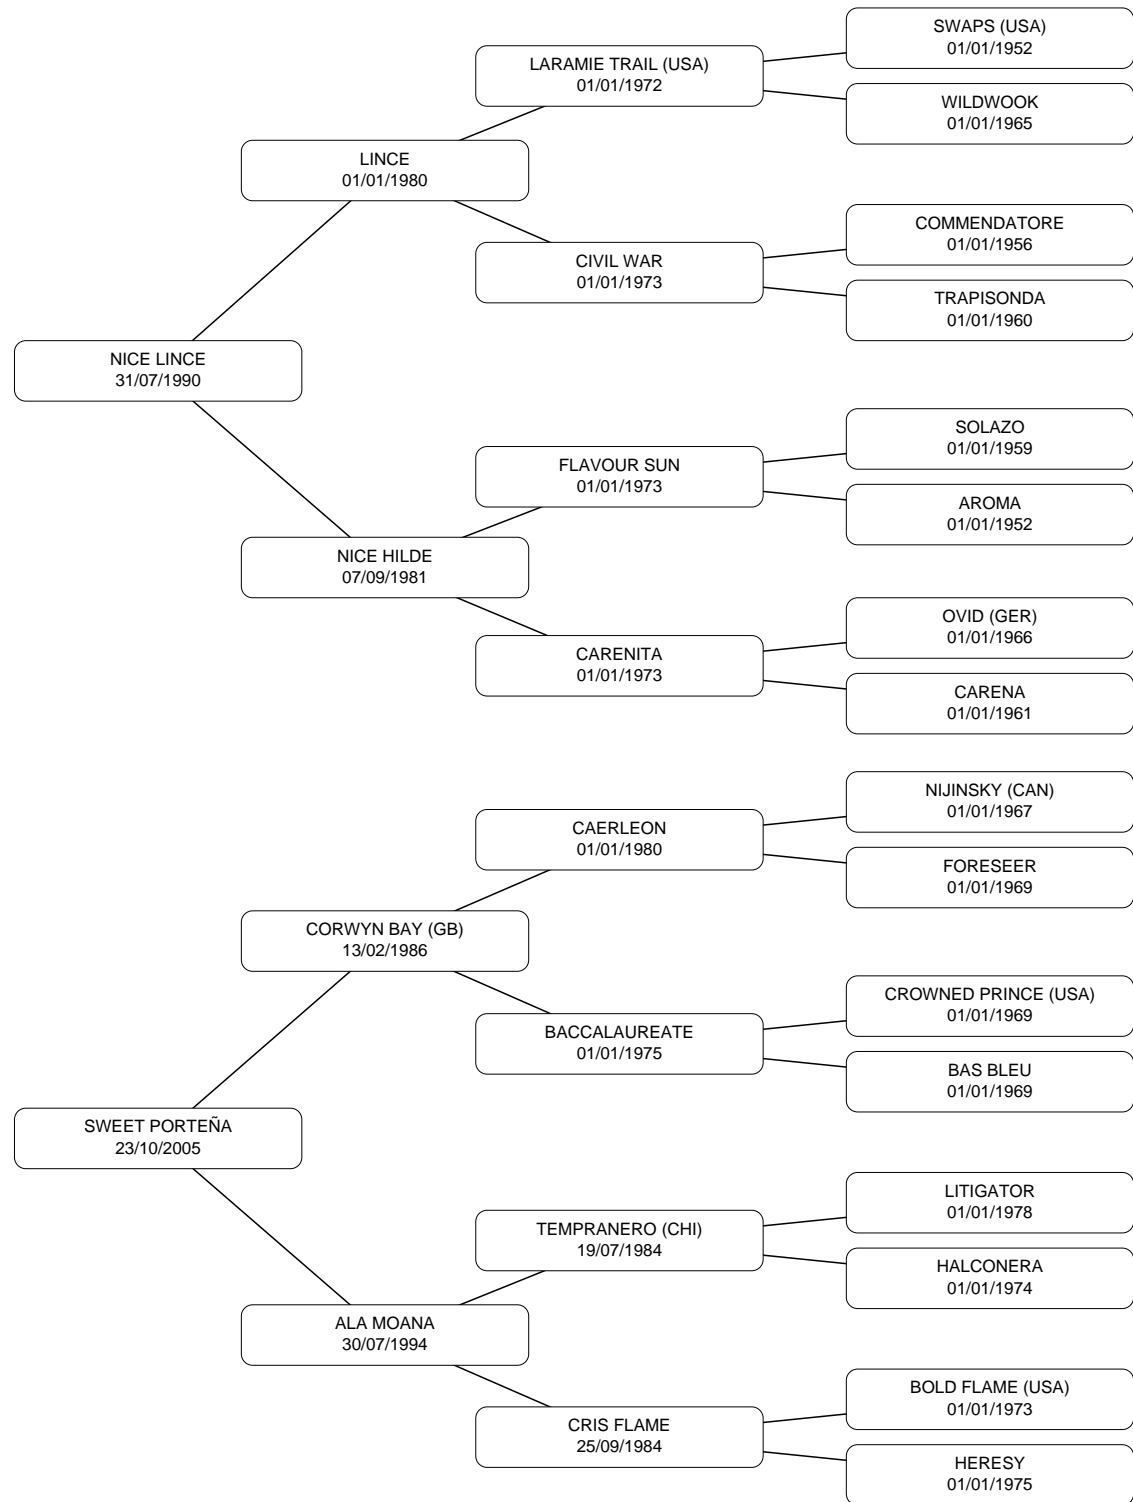 SWAPS (USA)
01/01/1952
LARAMIE TRAIL (USA)
01/01/1972
WILDWOOK
01/01/1965
LINCE
01/01/1980
COMMENDATORE
01/01/1956
CIVIL WAR
01/01/1973
TRAPISONDA
01/01/1960
NICE LINCE
31/07/1990
SOLAZO
01/01/1959
FLAVOUR SUN
01/01/1973
AROMA
01/01/1952
NICE HILDE
07/09/1981
OVID (GER)
01/01/1966
CARENITA
01/01/1973
CARENA
01/01/1961
NIJINSKY (CAN)
01/01/1967
CAERLEON
01/01/1980
FORESEER
01/01/1969
CORWYN BAY (GB)
13/02/1986
CROWNED PRINCE (USA)
01/01/1969
BACCALAUREATE
01/01/1975
BAS BLEU
01/01/1969
SWEET PORTEÑA
23/10/2005
LITIGATOR
01/01/1978
TEMPRANERO (CHI)
19/07/1984
HALCONERA
01/01/1974
ALA MOANA
30/07/1994
BOLD FLAME (USA)
01/01/1973
CRIS FLAME
25/09/1984
HERESY
01/01/1975